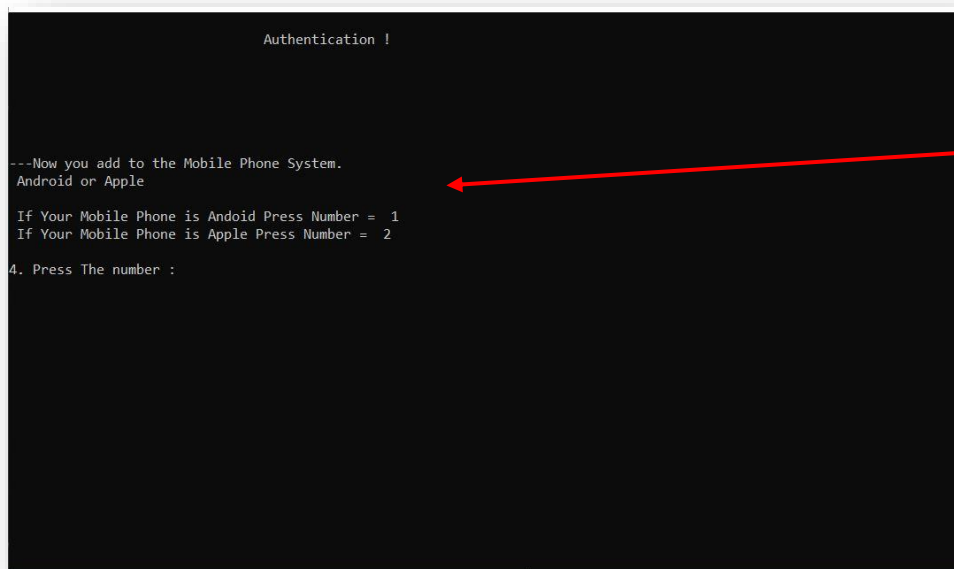 Authentication !
---Now you add to the Mobile Phone System.
Android or Apple
If Your Mobile Phone is Andoid Press Number =  1
If Your Mobile Phone is Apple Press Number =  2
4. Press The number :